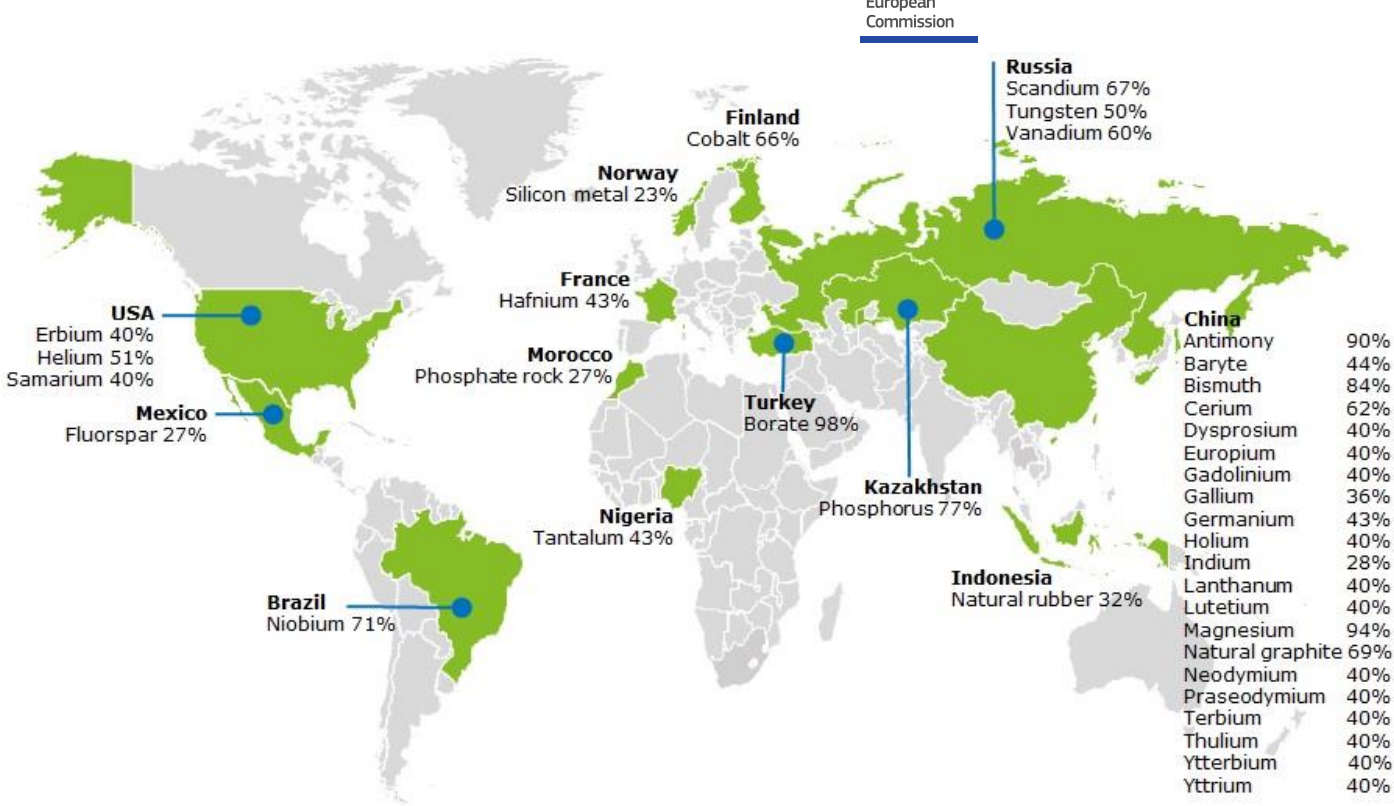 European
Commission
Russia
Scandium 67%
Tungsten 50%
Vanadium 60%
Finland
Cobalt 66%
Norway
Silicon metal 23%
France
Hafnium 43%
USA
Erbium 40%
Helium 51%
Samarium 40%
Morocco
Phosphate rock 27%
Mexico
Fluorspar 27%
Turkey
Borate 98%
Kazakhstan
Phosphorus 77%
Nigeria
Tantalum 43%
Indonesia
Natural rubber 32%
Brazil
Niobium 71%
China
Antimony 90%
Baryte 44%
Bismuth 84%
Cerium 62%
Dysprosium 40%
Europium 40%
Gadolinium 40%
Gallium 36%
Germanium 43%
Holium 40%
Indium 28%
Lanthanum 40%
Lutetium 40%
Magnesium 94%
Natural graphite 69%
Neodymium 40%
Praseodymium 40%
Terbium 40%
Thulium 40%
Ytterbium 40%
Yttrium 40%